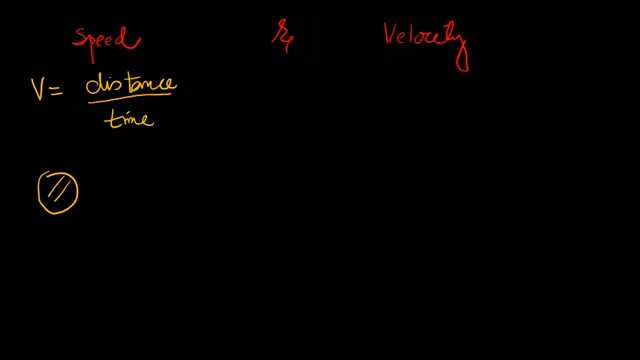 Speed & Velocity
V = distance / time